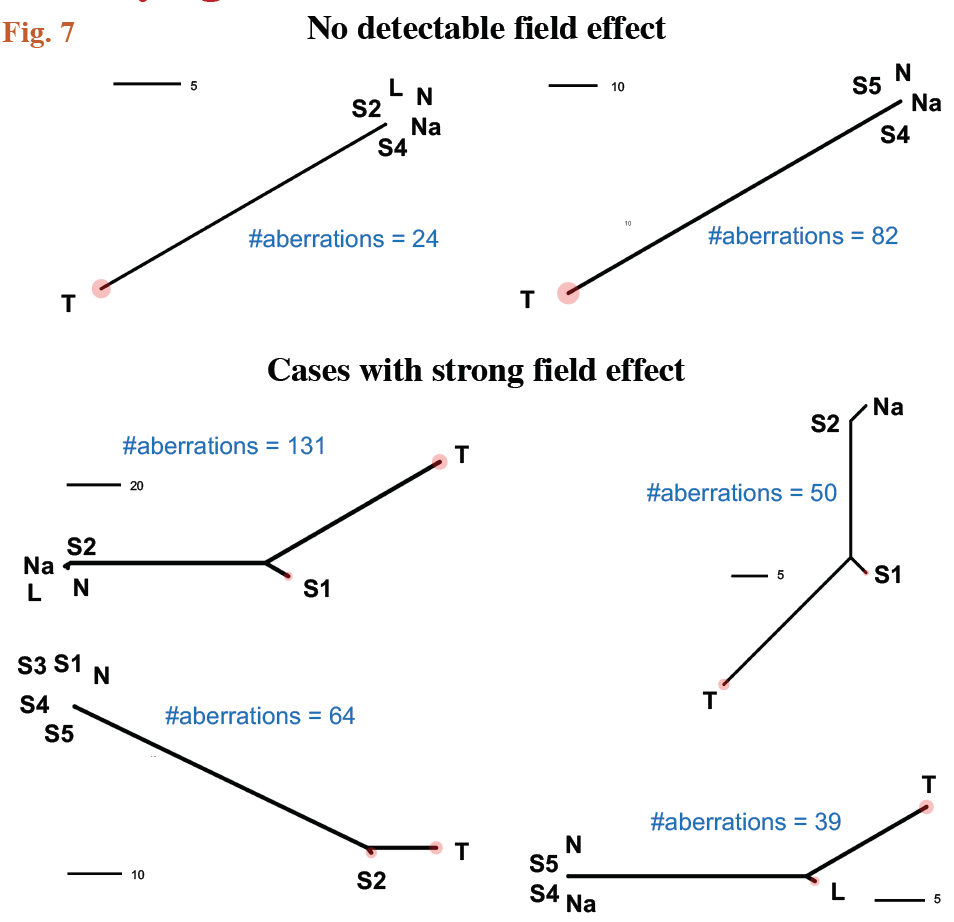 Fig. 7
No detectable field effect
5
L
N
S2
Na
S4
#aberrations = 24
T
10
N
S5
Na
S4
10
#aberrations = 82
T
Cases with strong field effect
#aberrations = 131
T
20
S2
Na
L
N
S1
Na
S2
#aberrations = 50
5
S1
T
S3 S1
N
S4
S5
#aberrations = 64
T
S2
10
T
#aberrations = 39
N
S5
S4
Na
L
5